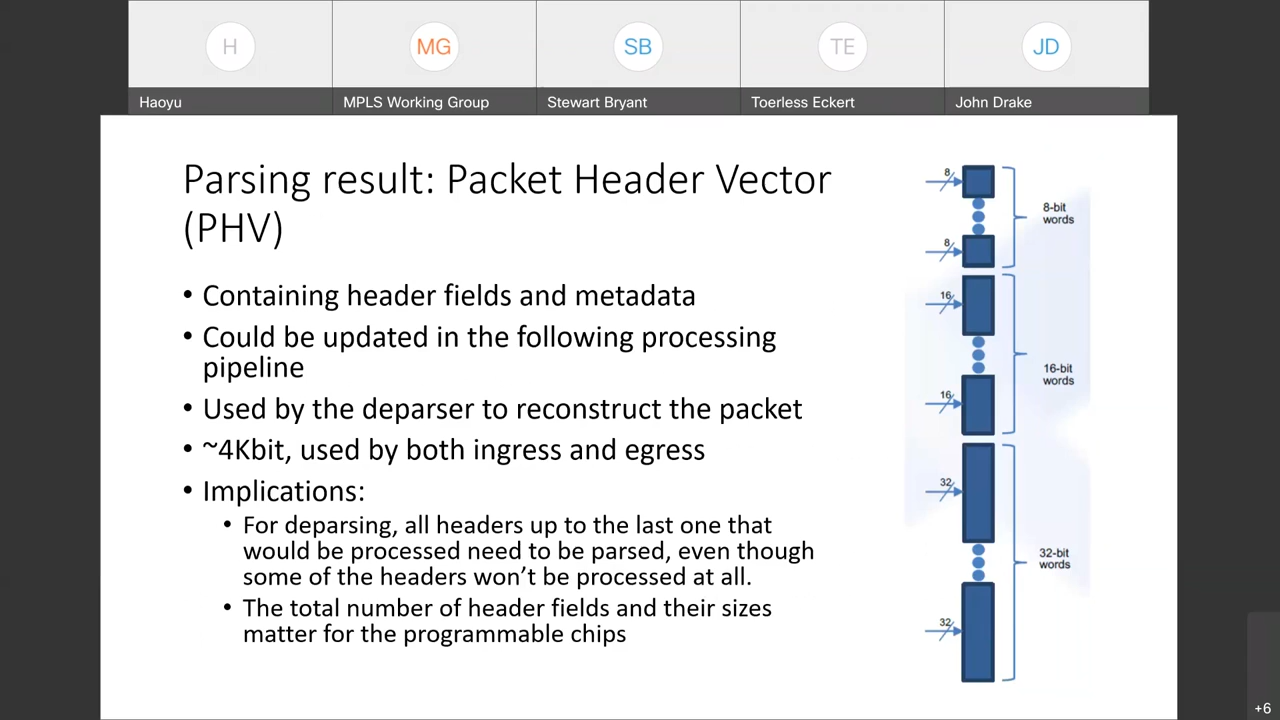 H
MG
SB
TE
JD
Haoyu
MPLS Working Group
Stewart Bryant
Toerless Eckert
John Drake
Parsing result: Packet Header Vector
(PHV)
• Containing header fields and metadata
• Could be updated in the following processing
pipeline
• Used by the deparser to reconstruct the packet
• ~4Kbit, used by both ingress and egress
• Implications:
• For deparsing, all headers up to the last one that
would be processed need to be parsed, even though
some of the headers won’t be processed at all.
• The total number of header fields and their sizes
matter for the programmable chips
8
8-bit
words
8
16
16-bit
words
16
32
32-bit
words
32
+6